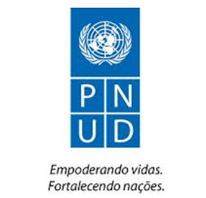 P N
U D
Empoderando vidas.
Fortalecendo nações.